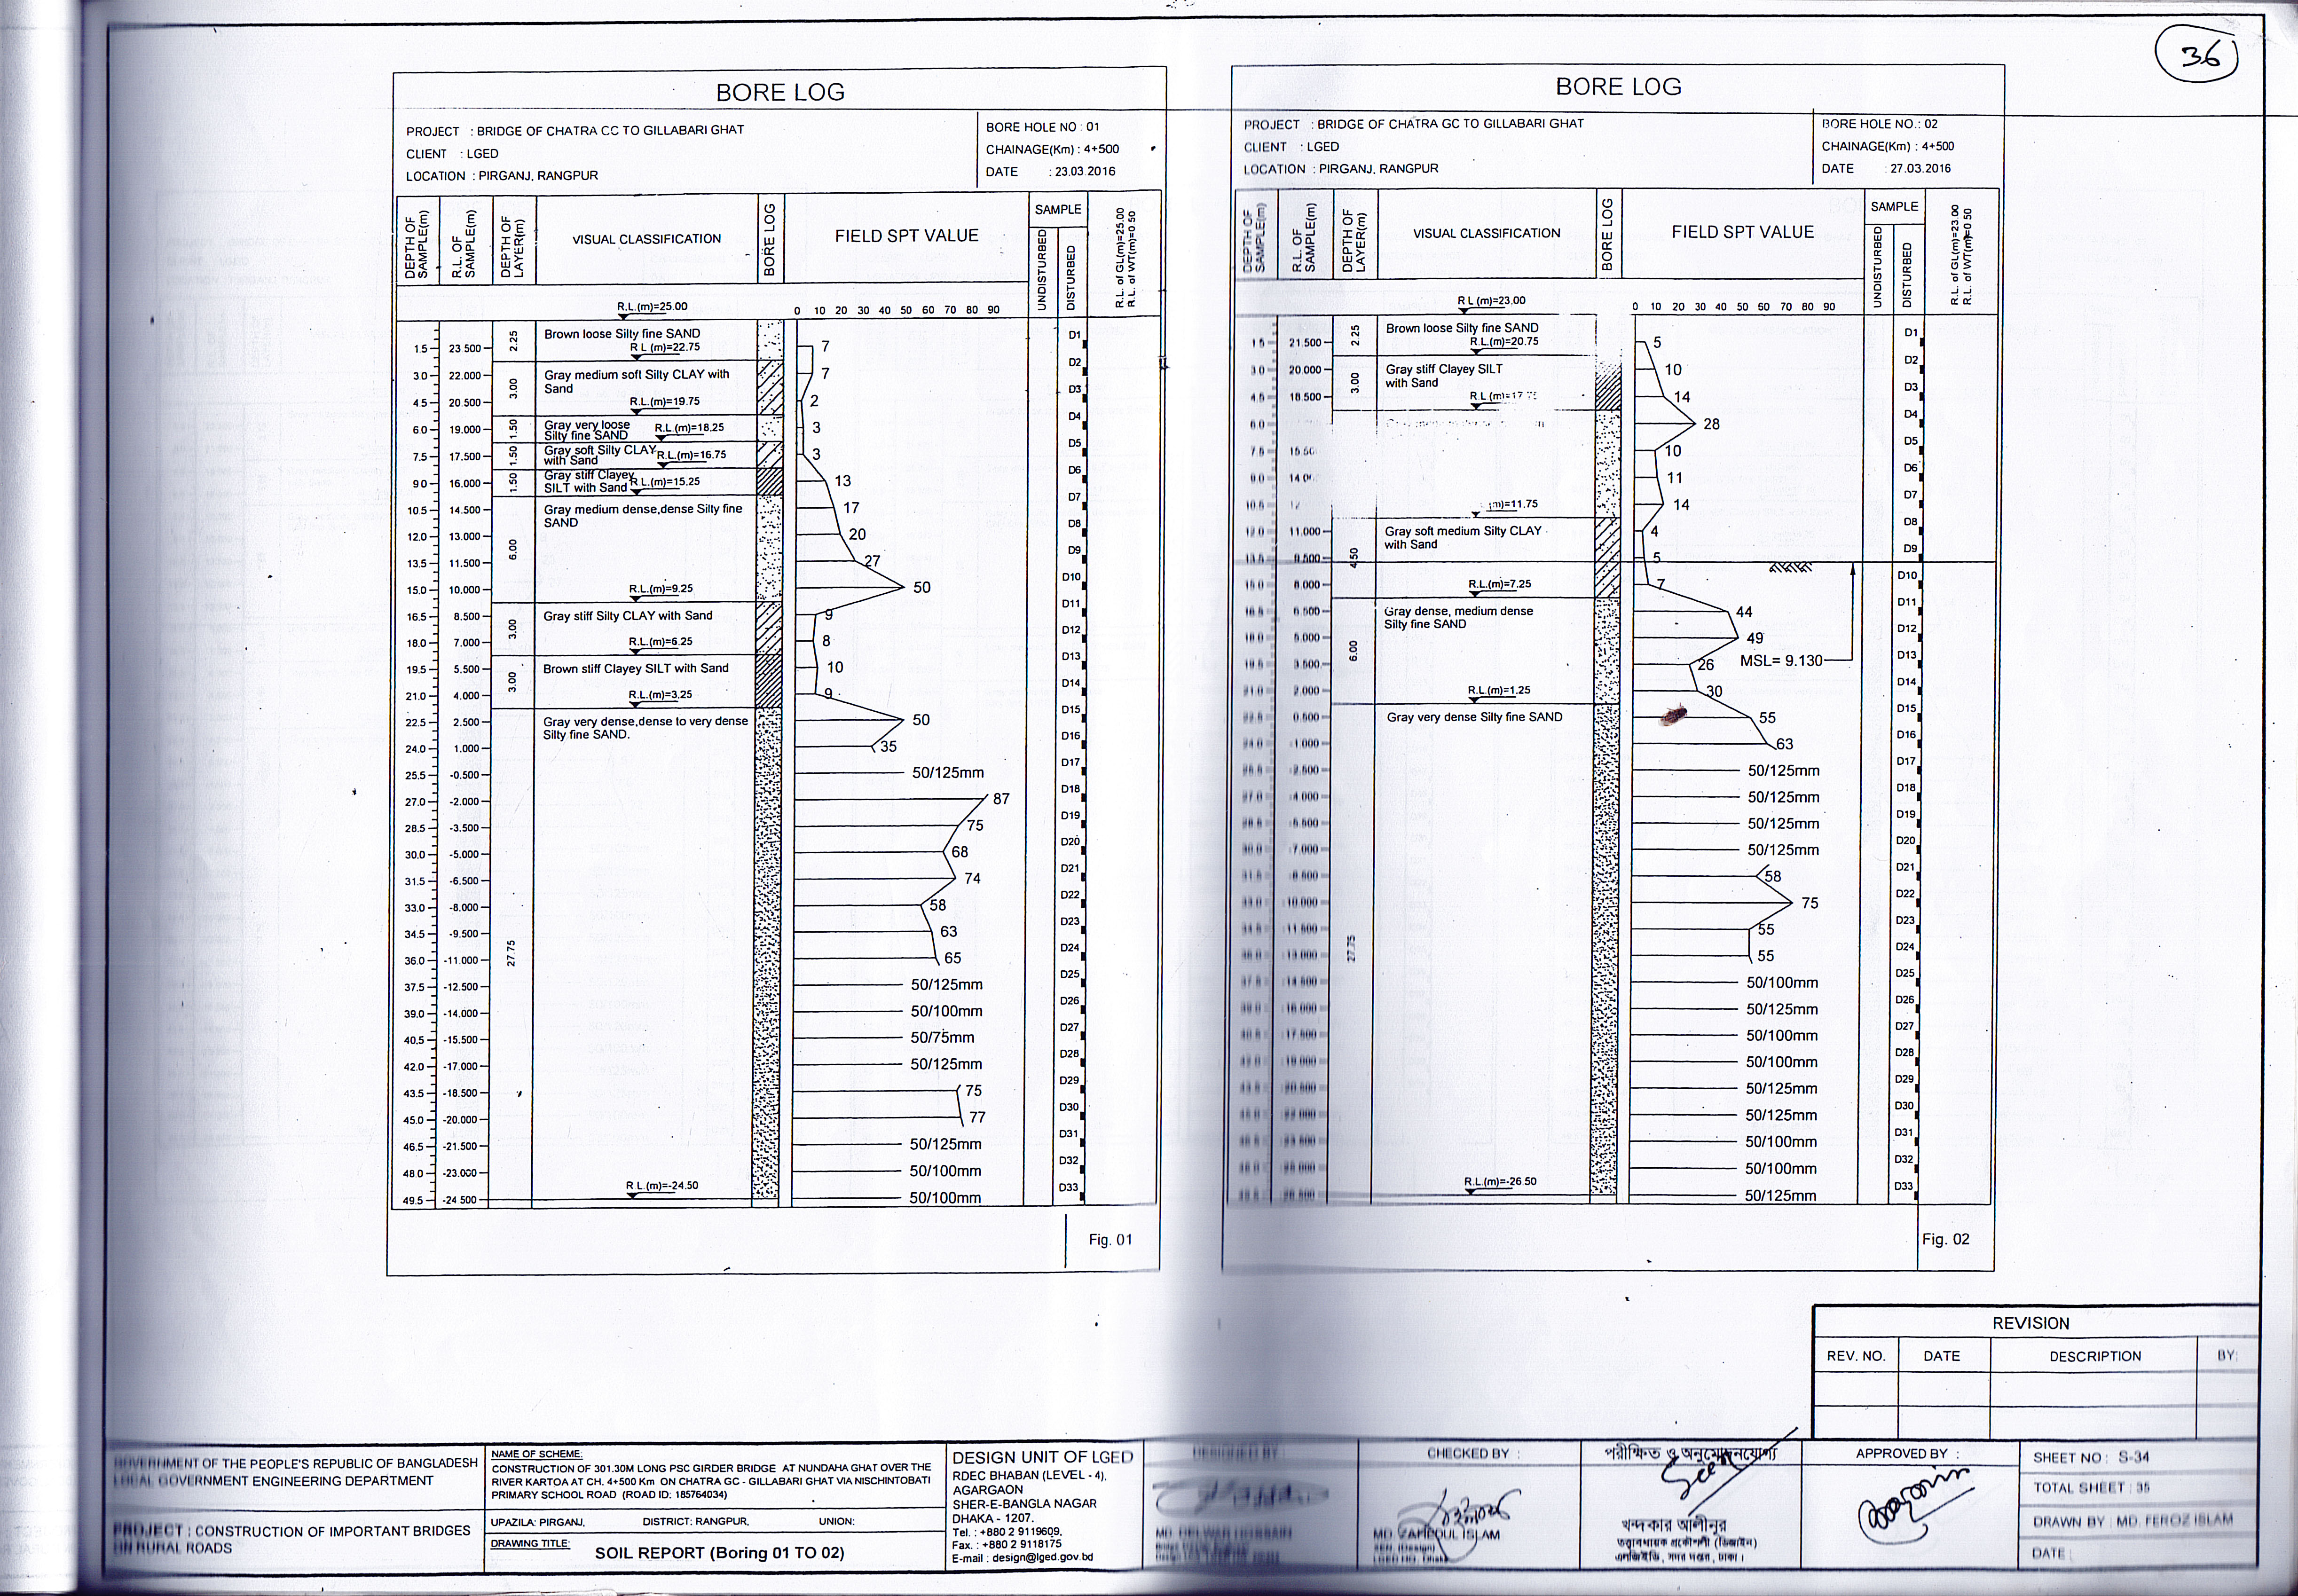 36
BORE LOG
PROJECT : BRIDGE OF CHATRA CC TO GILLABARI GHAT
CLIENT : LGED
LOCATION : PIRGANJ, RANGPUR
BORE HOLE NO : 01
CHAINAGE(Km) : 4+500
DATE : 23.03.2016
DEPTH OF SAMPLE(m)
R.L. OF SAMPLE(m)
DEPTH OF LAYER(m)
VISUAL CLASSIFICATION
BORE LOG
FIELD SPT VALUE
SAMPLE
UNDISTURBED
DISTURBED
R.L. of GL(m)=25.00
R.L. of WT(m)=0.50
R.L.(m)=25.00
0 10 20 30 40 50 60 70 80 90
2.25
Brown loose Silty fine SAND
R L (m)=22.75
1.5 23.500 7 D1
3.0 22.000 7 D2
3.00
Gray medium soft Silty CLAY with
Sand
R.L.(m)=19.75
4.5 20.500 2 D3
1.50
Gray very loose
Silty fine SAND
R.L.(m)=18.25
6.0 19.000 3 D4
1.50
Gray soft Silty CLAY
with Sand
R.L.(m)=16.75
7.5 17.500 3 D5
1.50
Gray stiff Clayey
SILT with Sand
R L.(m)=15.25
9 0 16.000 13 D6
6.00
Gray medium dense,dense Silty fine
SAND
10.5 14.500 17 D7
12.0 13.000 20 D8
13.5 11.500 27 D9
15.0 10.000 50 D10
R.L.(m)=9.25
3.00
Gray stiff Silty CLAY with Sand
16.5 8.500 9 D11
18.0 7.000 8 D12
R.L.(m)=6.25
3.00
Brown stiff Clayey SILT with Sand
19.5 5.500 10 D13
21.0 4.000 9 D14
R.L.(m)=3.25
27.75
Gray very dense,dense to very dense
Silty fine SAND.
22.5 2.500 50 D15
24.0 1.000 35 D16
25.5 -0.500 50/125mm D17
27.0 -2.000 87 D18
28.5 -3.500 75 D19
30.0 -5.000 68 D20
31.5 -6.500 74 D21
33.0 -8.000 58 D22
34.5 -9.500 63 D23
36.0 -11.000 65 D24
37.5 -12.500 50/125mm D25
39.0 -14.000 50/100mm D26
40.5 -15.500 50/75mm D27
42.0 -17.000 50/125mm D28
43.5 -18.500 75 D29
45.0 -20.000 77 D30
46.5 -21.500 50/125mm D31
48.0 -23.000 50/100mm D32
R L (m)=-24.50
49.5 -24 500 50/100mm D33
Fig. 01
BORE LOG
PROJECT : BRIDGE OF CHATRA GC TO GILLABARI GHAT
CLIENT : LGED
LOCATION : PIRGANJ, RANGPUR
BORE HOLE NO.: 02
CHAINAGE(Km) : 4+500
DATE : 27.03.2016
DEPTH OF SAMPLE(m)
R.L. OF SAMPLE(m)
DEPTH OF LAYER(m)
VISUAL CLASSIFICATION
BORE LOG
FIELD SPT VALUE
SAMPLE
UNDISTURBED
DISTURBED
R.L. of GL(m)=23.00
R.L. of WT(m)=0.50
R L (m)=23.00
0 10 20 30 40 50 60 70 80 90
2.25
Brown loose Silty fine SAND
R.L.(m)=20.75
1.5 21.500 5 D1
3.00
Gray stiff Clayey SILT
with Sand
3.0 20.000 10 D2
4.5 18.500 14 D3
6.0 28 D4
7.5 10 D5
9.0 11 D6
10.5 14 D7
(m)=11.75
4.50
Gray soft medium Silty CLAY
with Sand
12.0 11.000 4 D8
13.5 9.500 5 D9
15.0 8.000 7 D10
R.L.(m)=7.25
6.00
Gray dense, medium dense
Silty fine SAND
16.5 6.500 44 D11
18.0 5.000 49 D12
19.5 3.500 26 D13
MSL= 9.130
21.0 2.000 30 D14
R.L.(m)=1.25
27.75
Gray very dense Silty fine SAND
22.5 0.500 55 D15
24.0 -1.000 63 D16
25.5 -2.500 50/125mm D17
27.0 -4.000 50/125mm D18
28.5 -5.500 50/125mm D19
30.0 -7.000 50/125mm D20
31.5 -8.500 58 D21
33.0 -10.000 75 D22
34.5 -11.500 55 D23
36.0 -13.000 55 D24
37.5 -14.500 50/100mm D25
39.0 -16.000 50/125mm D26
40.5 -17.500 50/100mm D27
42.0 -19.000 50/100mm D28
43.5 -20.500 50/125mm D29
45.0 -22.000 50/125mm D30
50/100mm D31
50/100mm D32
R.L.(m)=-26.50
50/125mm D33
Fig. 02
REVISION
REV. NO. DATE DESCRIPTION BY:
GOVERNMENT OF THE PEOPLE'S REPUBLIC OF BANGLADESH
LOCAL GOVERNMENT ENGINEERING DEPARTMENT
PROJECT : CONSTRUCTION OF IMPORTANT BRIDGES
ON RURAL ROADS
NAME OF SCHEME:
CONSTRUCTION OF 301.30M LONG PSC GIRDER BRIDGE AT NUNDAHA GHAT OVER THE
RIVER KARTOA AT CH. 4+500 Km ON CHATRA GC - GILLABARI GHAT VIA NISCHINTOBATI
PRIMARY SCHOOL ROAD (ROAD ID: 185764034)
UPAZILA: PIRGANJ, DISTRICT: RANGPUR, UNION:
DRAWING TITLE:
SOIL REPORT (Boring 01 TO 02)
DESIGN UNIT OF LGED
RDEC BHABAN (LEVEL - 4),
AGARGAON
SHER-E-BANGLA NAGAR
DHAKA - 1207.
Tel. : +880 2 9119609,
Fax. : +880 2 9118175
E-mail : design@lged.gov.bd
DESIGNED BY :
MD. DELWAR HOSSAIN
CHECKED BY :
ISLAM
পরীক্ষিত ও অনুমোদনযোগ্য
Seen
খন্দকার আলীনূর
তত্ত্বাবধায়ক প্রকৌশলী (ডিজাইন)
এলজিইডি, সদর দপ্তর, ঢাকা।
APPROVED BY :
SHEET NO : S-34
TOTAL SHEET : 35
DRAWN BY : MD. FEROZ ISLAM
DATE :